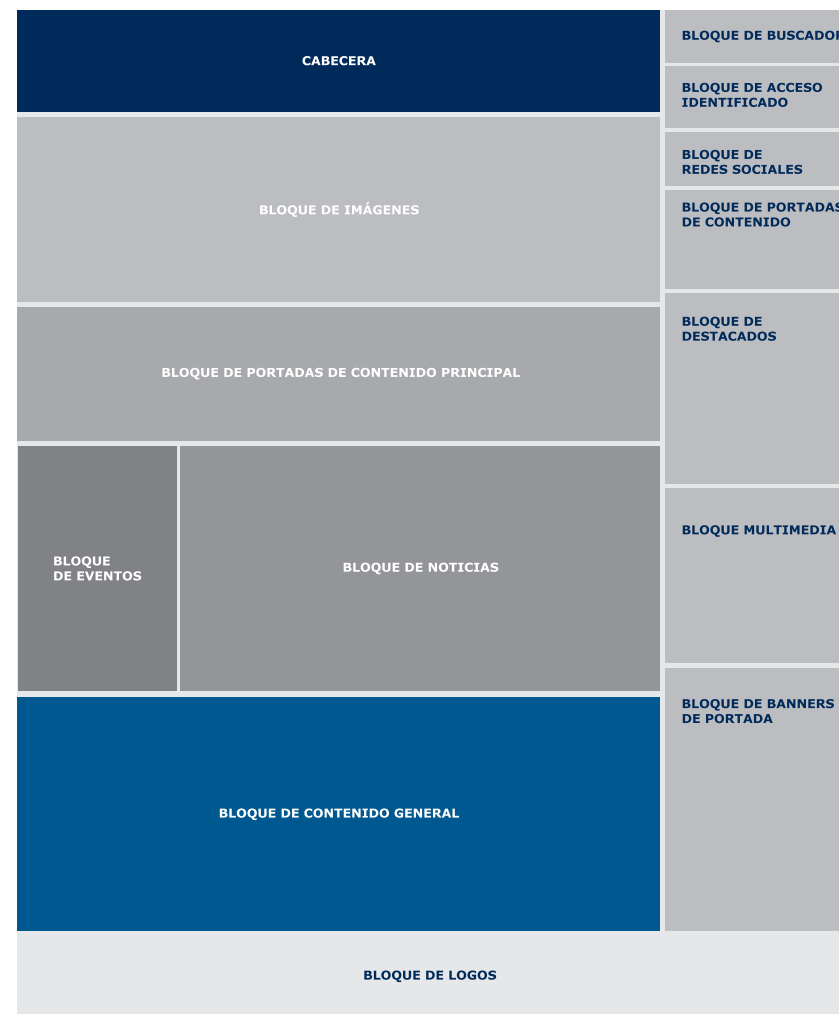 CABECERA
BLOQUE DE IMÁGENES
BLOQUE DE PORTADAS DE CONTENIDO PRINCIPAL
BLOQUE
DE EVENTOS
BLOQUE DE NOTICIAS
BLOQUE DE CONTENIDO GENERAL
BLOQUE DE BUSCADOR
BLOQUE DE ACCESO
IDENTIFICADO
BLOQUE DE
REDES SOCIALES
BLOQUE DE PORTADAS
DE CONTENIDO
BLOQUE DE
DESTACADOS
BLOQUE MULTIMEDIA
BLOQUE DE BANNERS
DE PORTADA
BLOQUE DE LOGOS